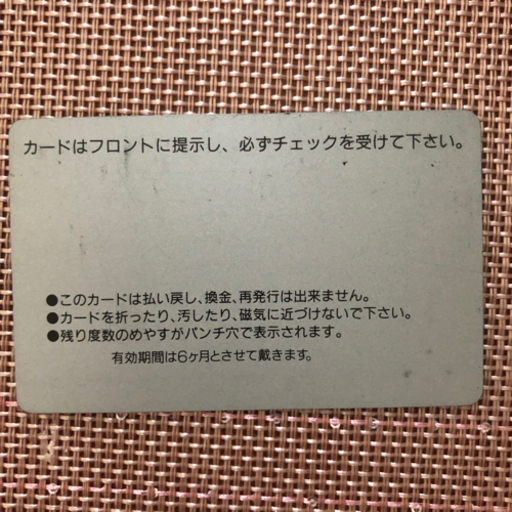 カードはフロントに提示し、必ずチェックを受けて下さい。
●このカードは払い戻し、換金、再発行は出来ません。
●カードを折ったり、汚したり、磁気に近づけないで下さい。
●残り度数のめやすがパンチ穴で表示されます。
有効期間は6ヶ月とさせて戴きます。